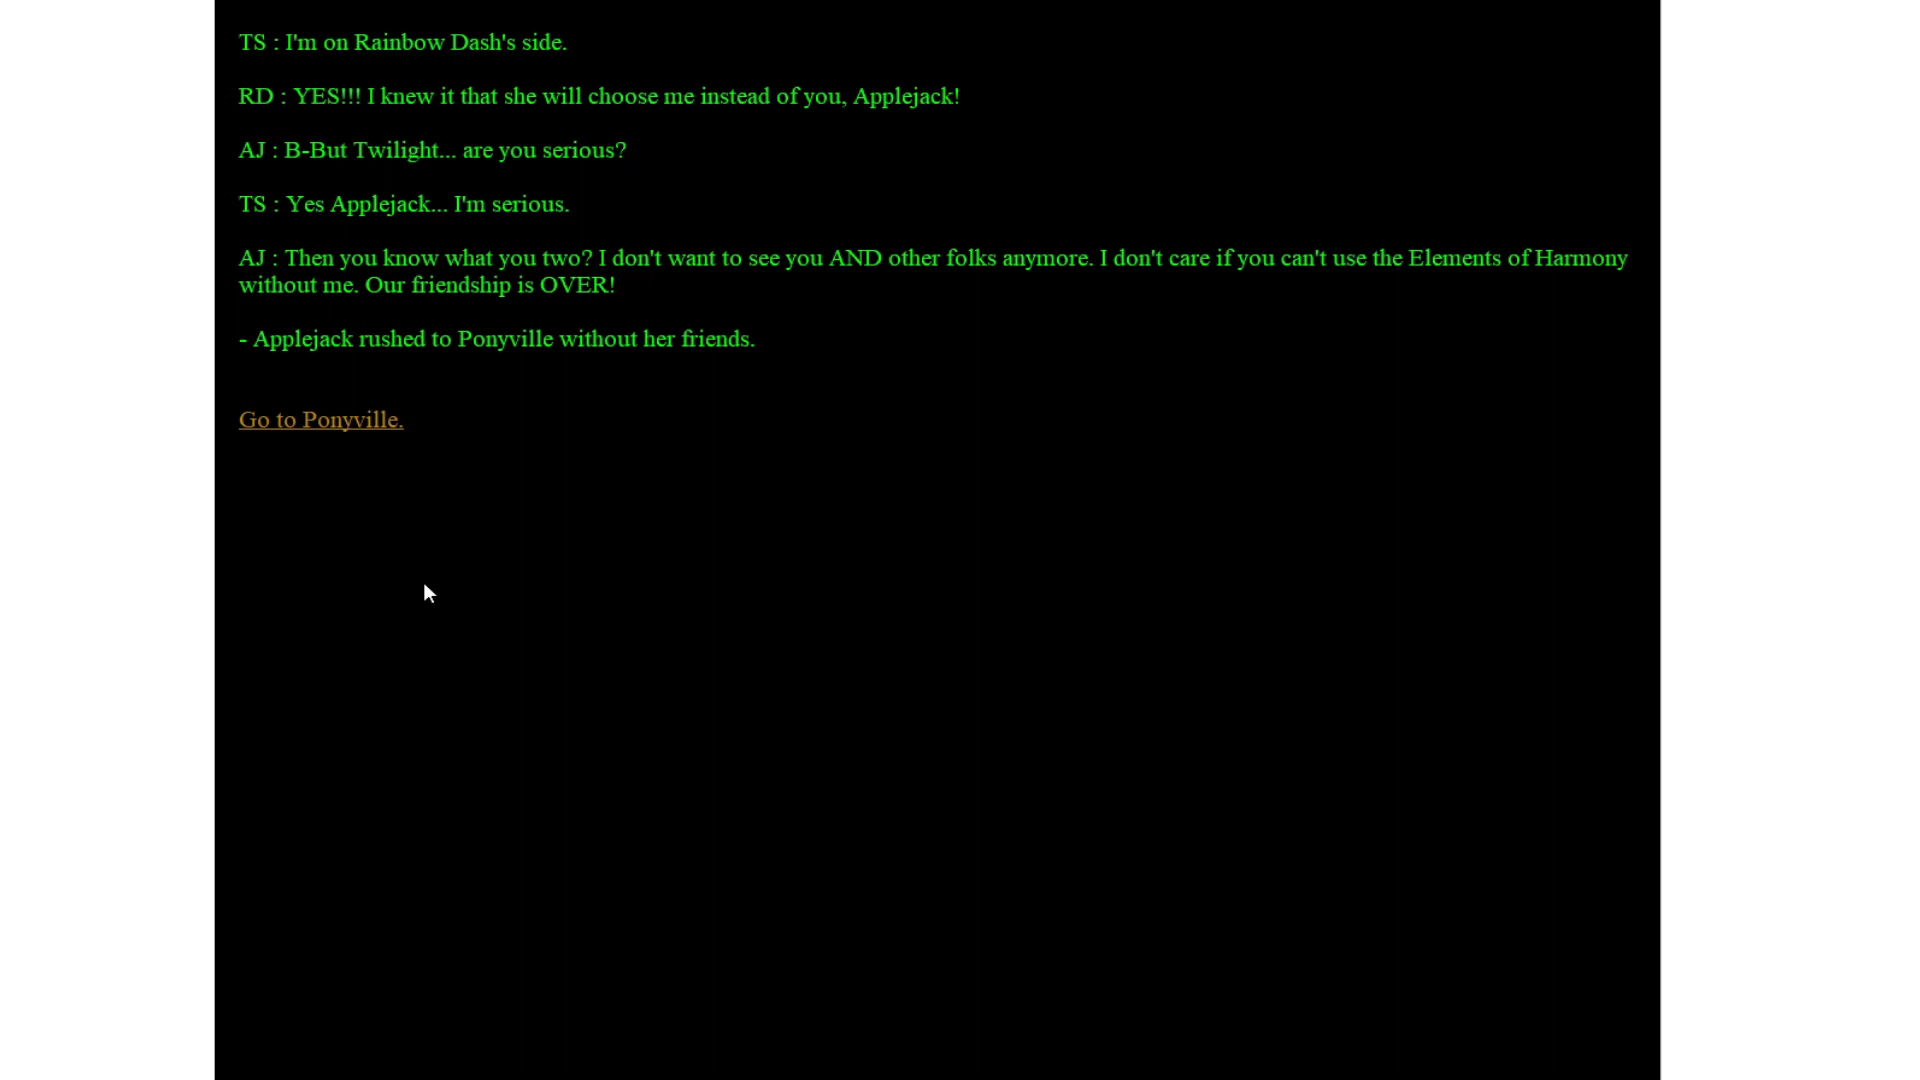 TS : I'm on Rainbow Dash's side.
RD : YES!!! I knew it that she will choose me instead of you, Applejack!
AJ : B-But Twilight... are you serious?
TS : Yes Applejack... I'm serious.
AJ : Then you know what you two? I don't want to see you AND other folks anymore. I don't care if you can't use the Elements of Harmony
without me. Our friendship is OVER!
- Applejack rushed to Ponyville without her friends.
Go to Ponyville.